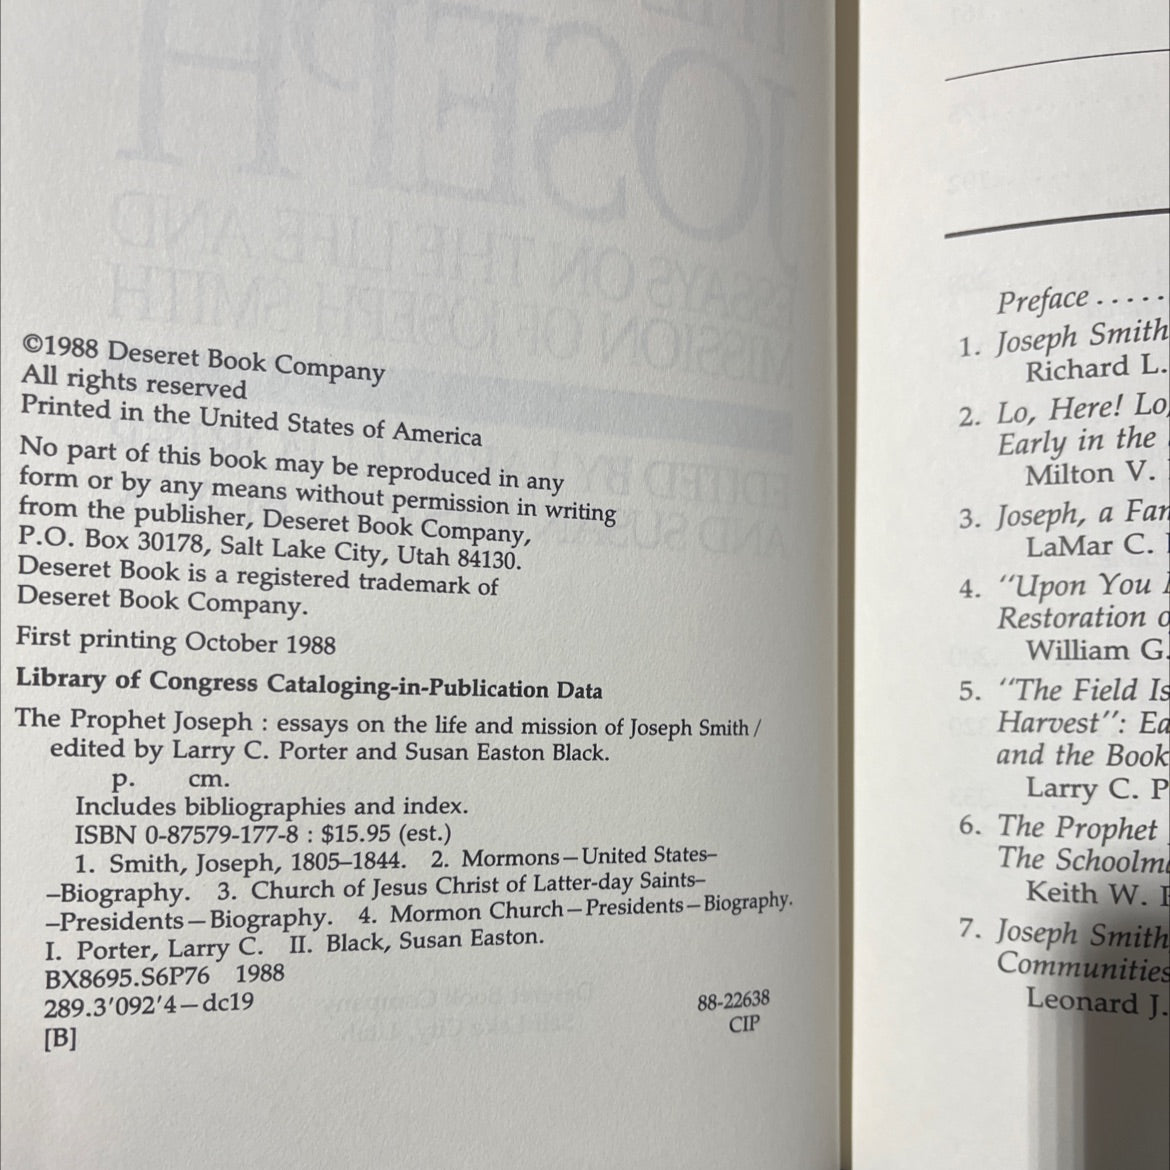 ©1988 Deseret Book Company
All rights reserved
Printed in the United States of America
No part of this book may be reproduced in any
form or by any means without permission in writing
from the publisher, Deseret Book Company,
P.O. Box 30178, Salt Lake City, Utah 84130.
Deseret Book is a registered trademark of
Deseret Book Company.
First printing October 1988
Library of Congress Cataloging-in-Publication Data
The Prophet Joseph : essays on the life and mission of Joseph Smith /
edited by Larry C. Porter and Susan Easton Black.
p. cm.
Includes bibliographies and index.
ISBN 0-87579-177-8 : $15.95 (est.)
1. Smith, Joseph, 1805–1844. 2. Mormons—United States–
–Biography. 3. Church of Jesus Christ of Latter-day Saints–
–Presidents—Biography. 4. Mormon Church—Presidents—Biography.
I. Porter, Larry C. II. Black, Susan Easton.
BX8695.S6P76 1988
289.3'092'4—dc19
[B]
88-22638
CIP
Preface .....
1. Joseph Smith
Richard L.
2. Lo, Here! Lo,
Early in the
Milton V.
3. Joseph, a
LaMar C.
4. "Upon You
Restoration
William G.
5. "The Field Is
Harvest":
and the Book
Larry C.
6. The Prophet
The
Keith W.
7. Joseph Smith
Communities
Leonard J.